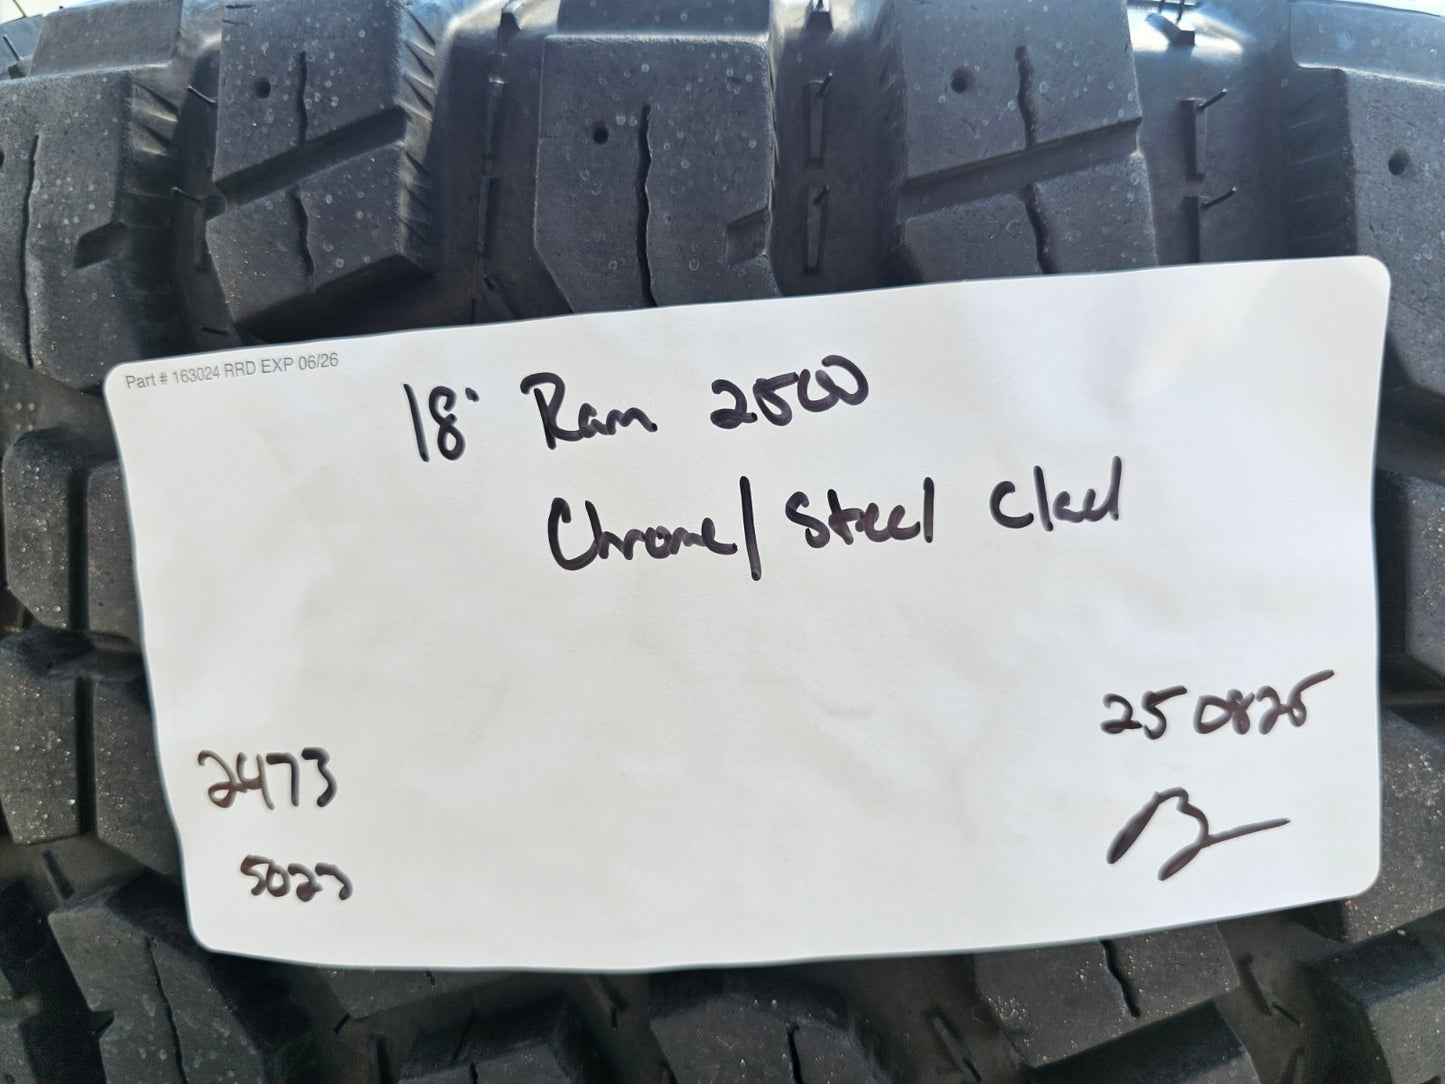 Part # 163024 RRD EXP 06/26
18" Ram 2500
Chrome/Steel Clad
250825
2473
5023